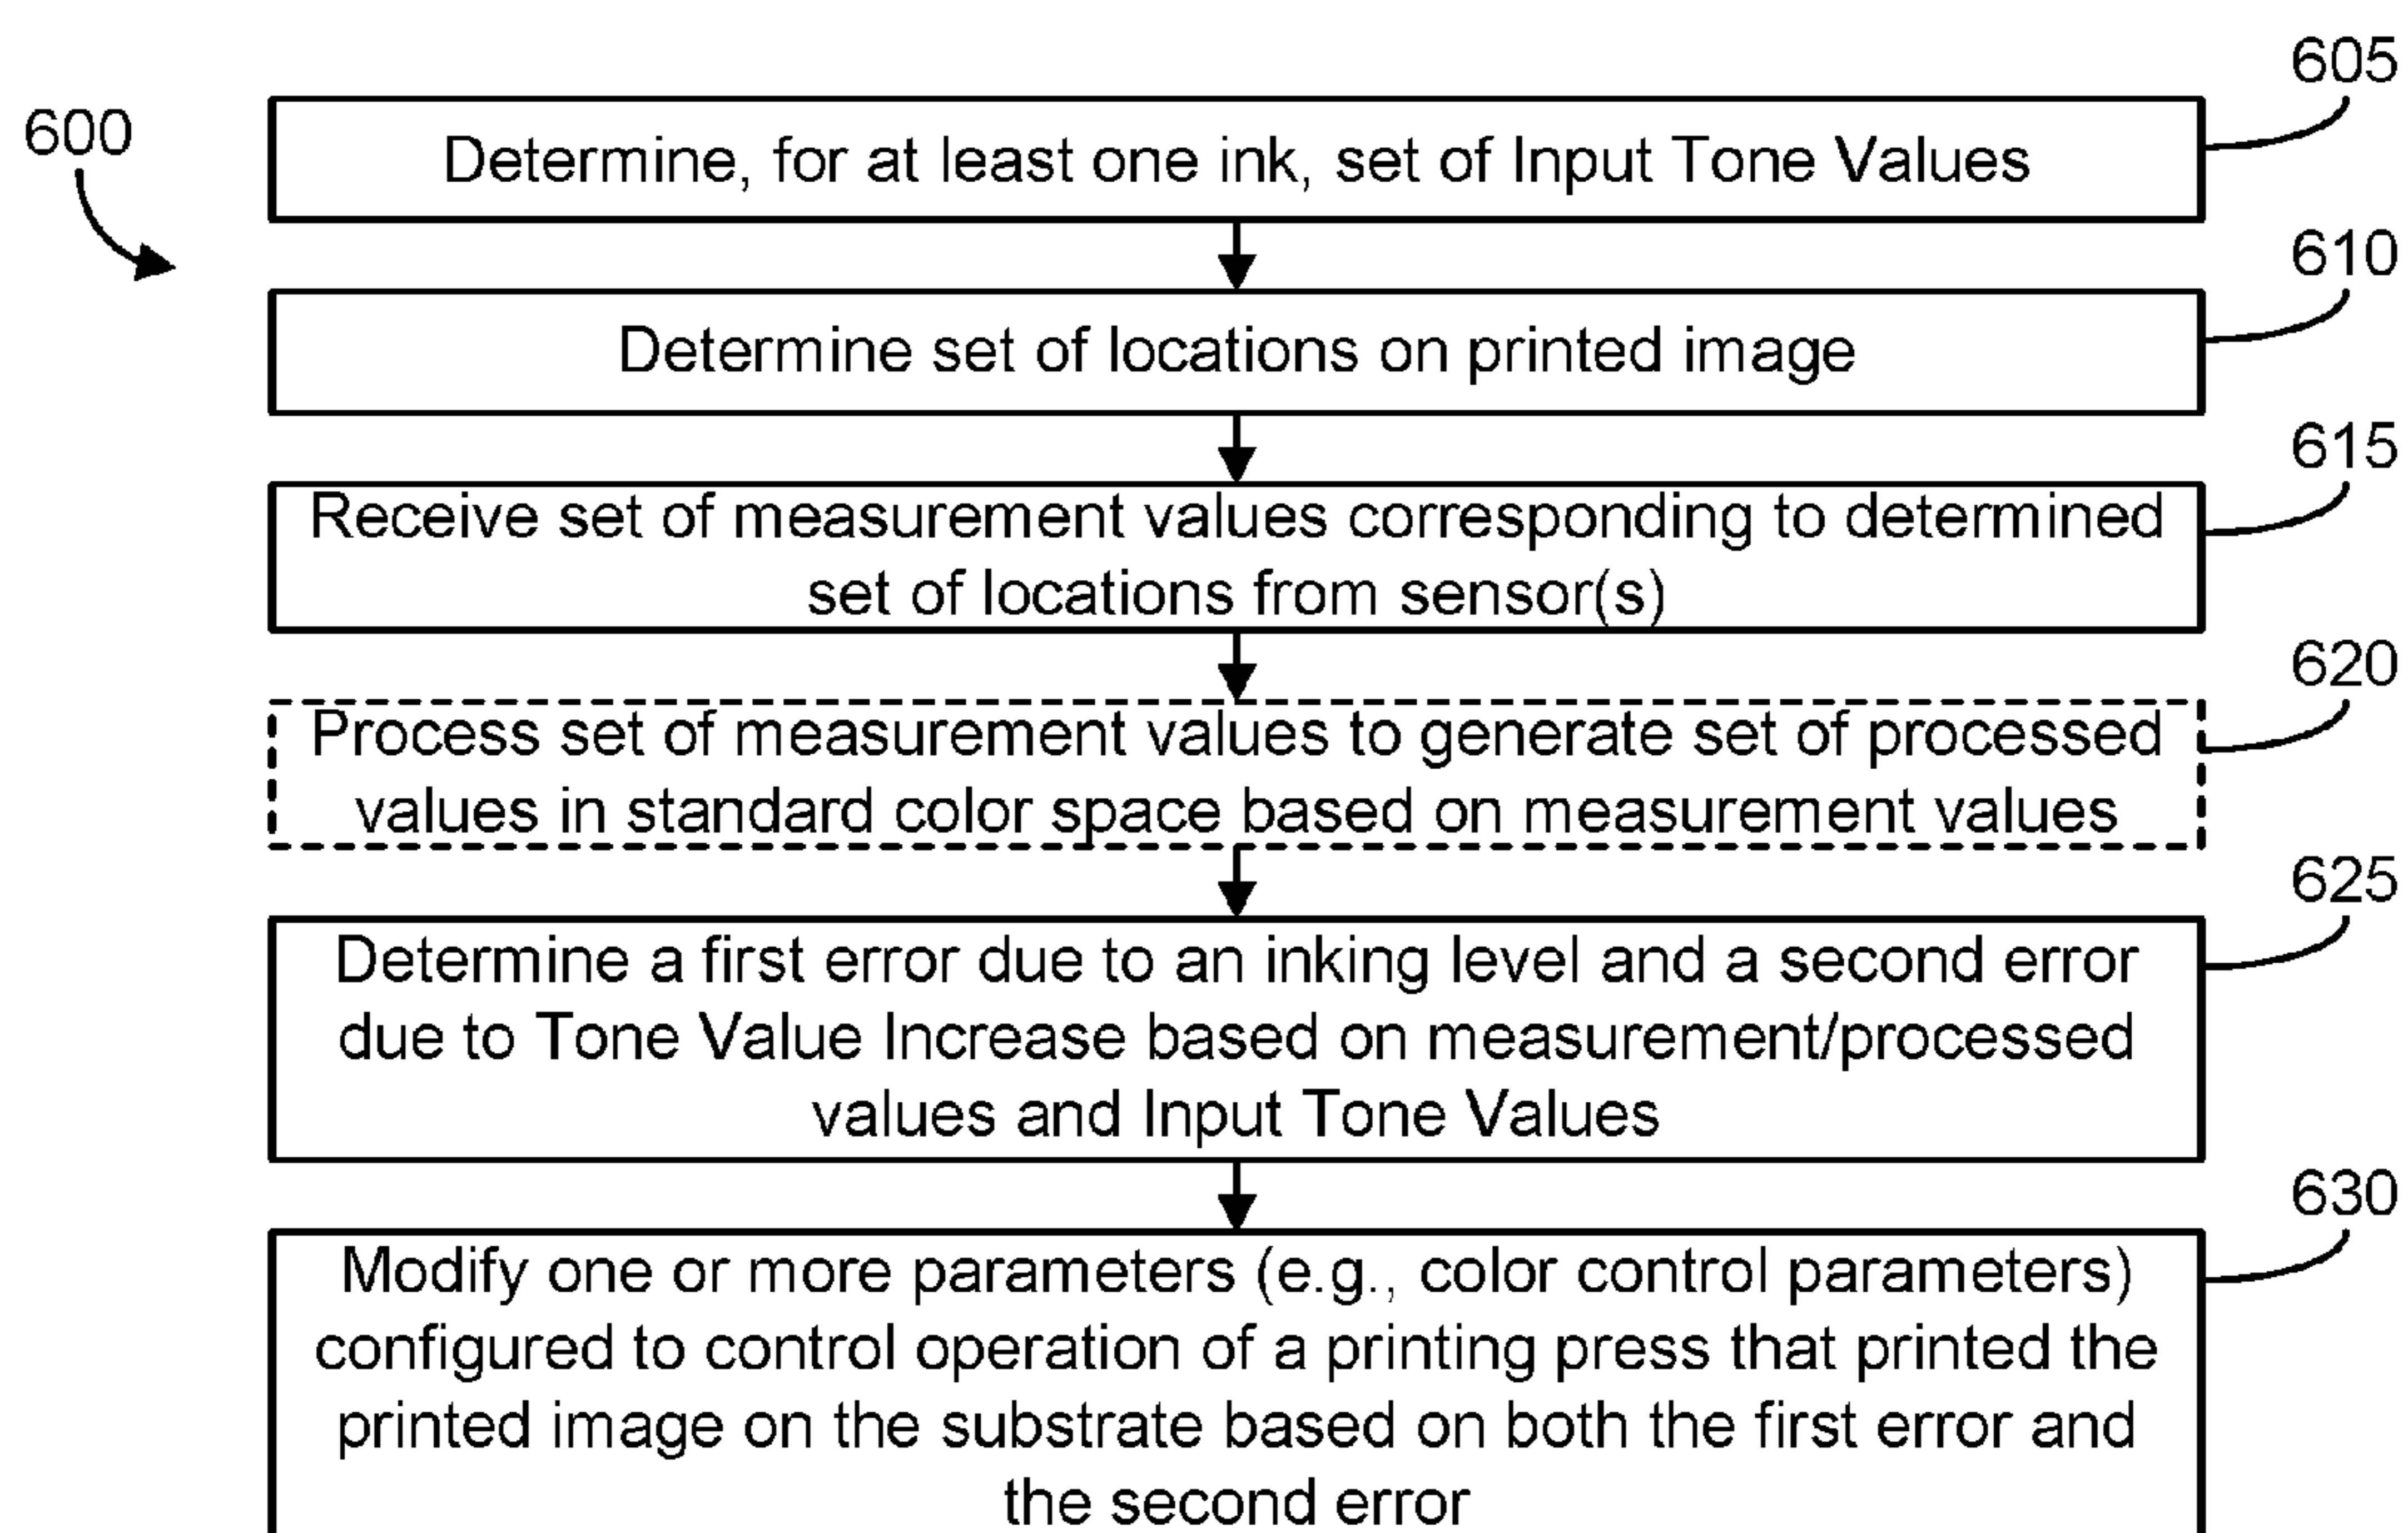 605
600
Determine, for at least one ink, set of Input Tone Values
610
Determine set of locations on printed image
615
Receive set of measurement values corresponding to determined
set of locations from sensor(s)
620
Process set of measurement values to generate set of processed
values in standard color space based on measurement values
625
Determine a first error due to an inking level and a second error
due to Tone Value Increase based on measurement/processed
values and Input Tone Values
630
Modify one or more parameters (e.g., color control parameters)
configured to control operation of a printing press that printed the
printed image on the substrate based on both the first error and
the second error